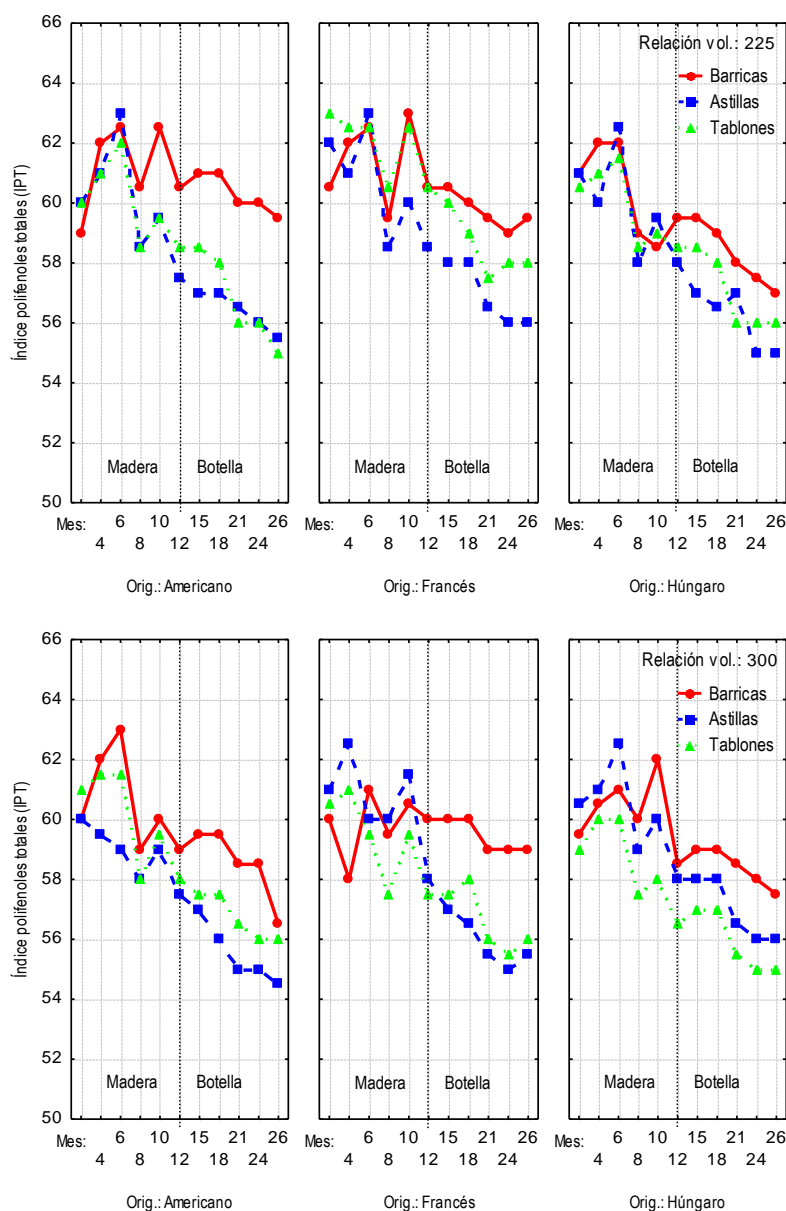 Índice polifenoles totales (IPT)
66
64
62
60
58
56
54
52
50
Relación vol.: 225
Barricas
Astillas
Tablones
Madera Botella
Madera Botella
Madera Botella
Mes: 6 10 15 21 26 6 10 15 21 26 6 10 15 21 26
4 8 12 18 24 4 8 12 18 24 4 8 12 18 24
Orig.: Americano Orig.: Francés Orig.: Húngaro
Índice polifenoles totales (IPT)
66
64
62
60
58
56
54
52
50
Relación vol.: 300
Barricas
Astillas
Tablones
Madera Botella
Madera Botella
Madera Botella
Mes: 6 10 15 21 26 6 10 15 21 26 6 10 15 21 26
4 8 12 18 24 4 8 12 18 24 4 8 12 18 24
Orig.: Americano Orig.: Francés Orig.: Húngaro